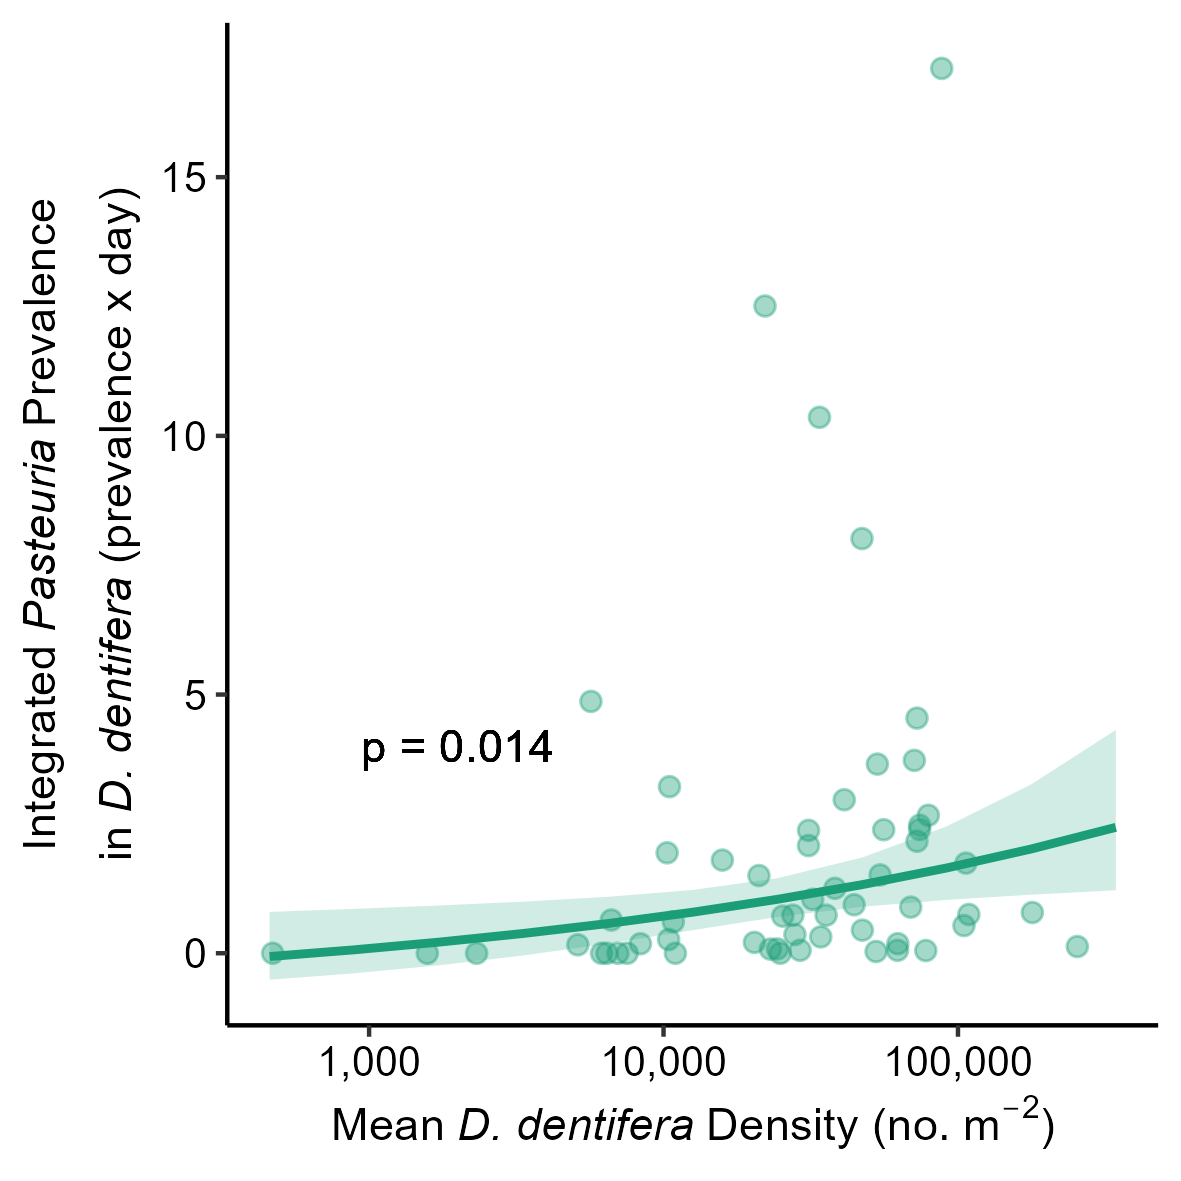 Integrated Pasteuria Prevalence
in D. dentifera (prevalence x day)
15
10
5
0
p = 0.014
1,000
10,000
100,000
Mean D. dentifera Density (no. m⁻²)